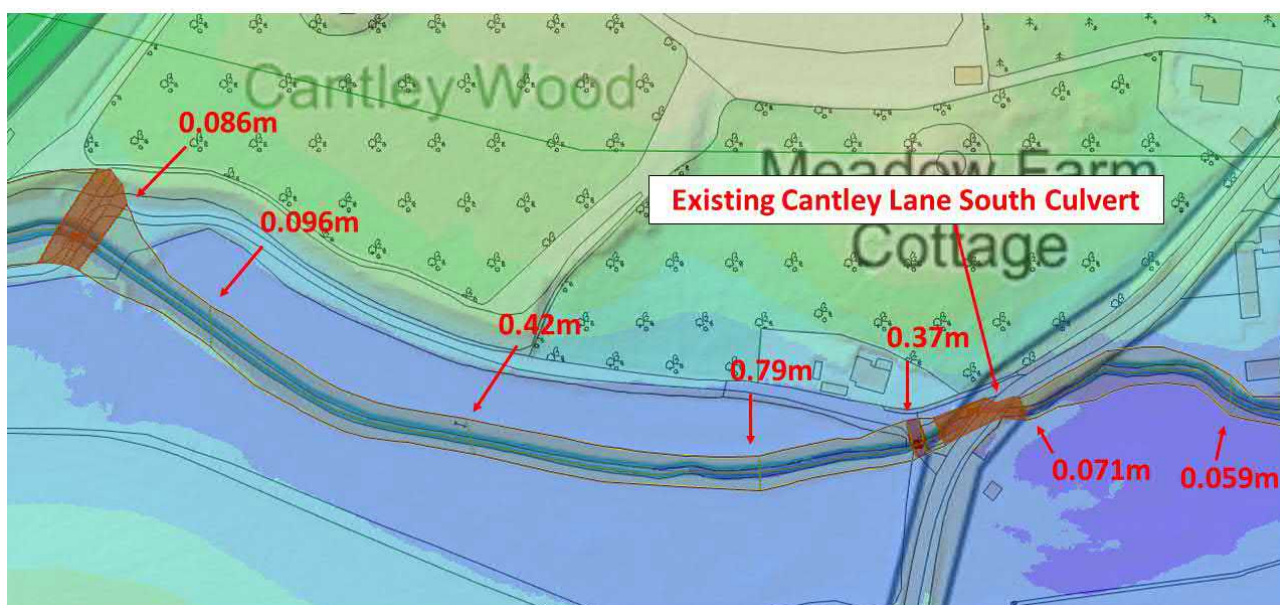 Cantley Wood
0.086m
Meadow Farm
Existing Cantley Lane South Culvert
0.096m
Cottage
0.42m
0.37m
0.79m
0.071m
0.059m